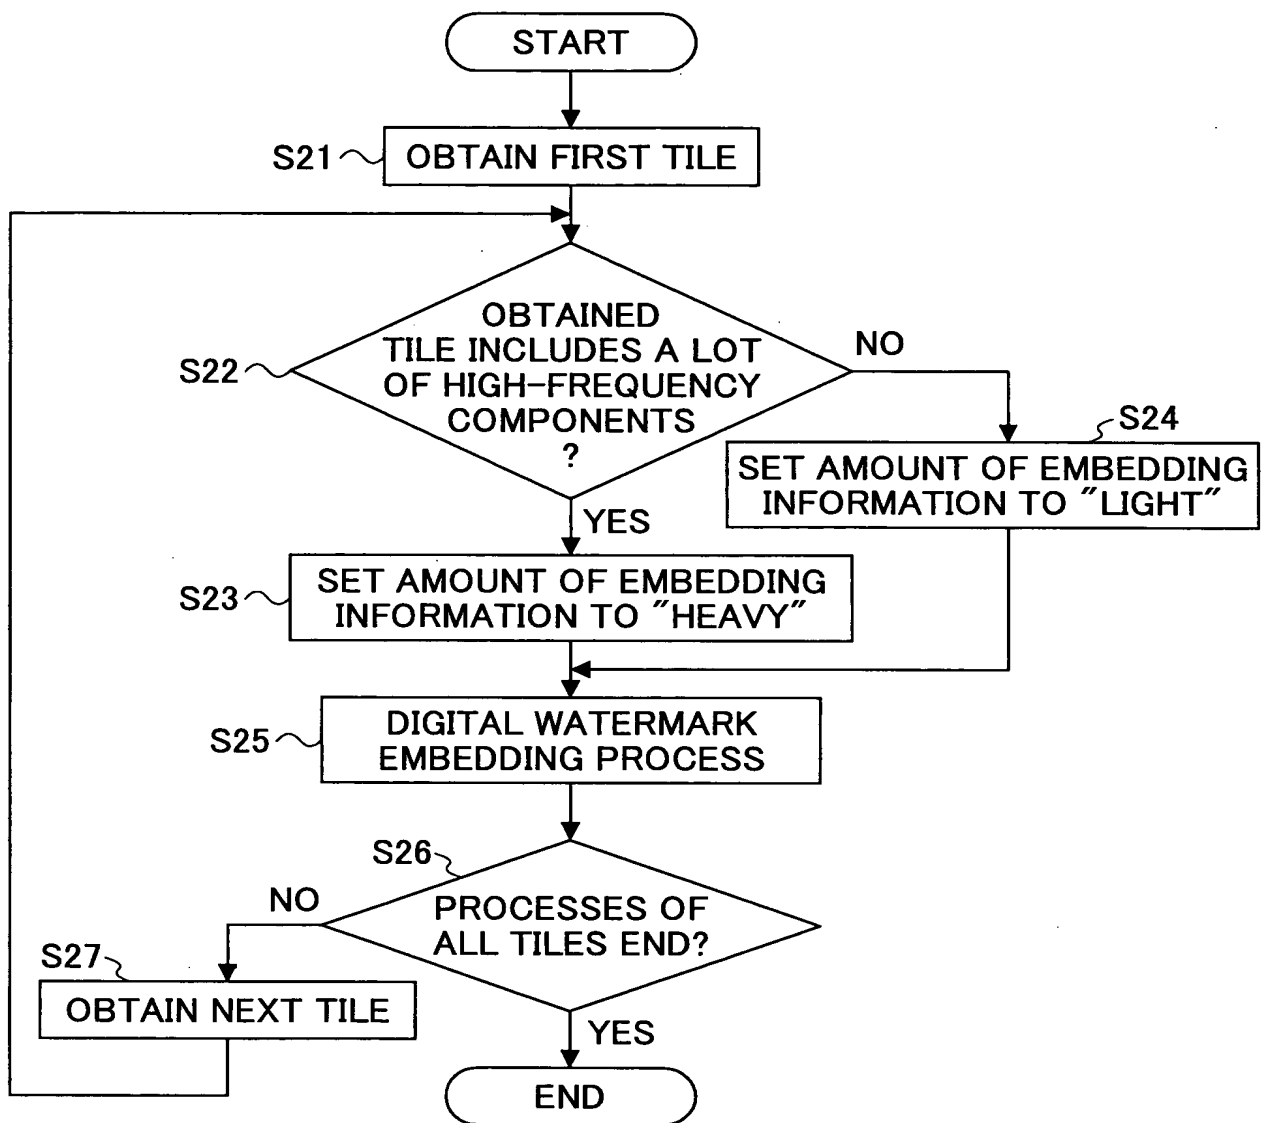 START
S21
OBTAIN FIRST TILE
S22
OBTAINED
TILE INCLUDES A LOT
OF HIGH-FREQUENCY
COMPONENTS
?
NO
S24
SET AMOUNT OF EMBEDDING
INFORMATION TO "LIGHT"
YES
S23
SET AMOUNT OF EMBEDDING
INFORMATION TO "HEAVY"
S25
DIGITAL WATERMARK
EMBEDDING PROCESS
S26
PROCESSES OF
ALL TILES END?
NO
S27
OBTAIN NEXT TILE
YES
END